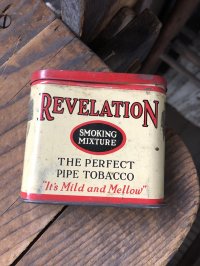 REVELATION
SMOKING
MIXTURE
THE PERFECT
PIPE TOBACCO
"It's Mild and Mellow"